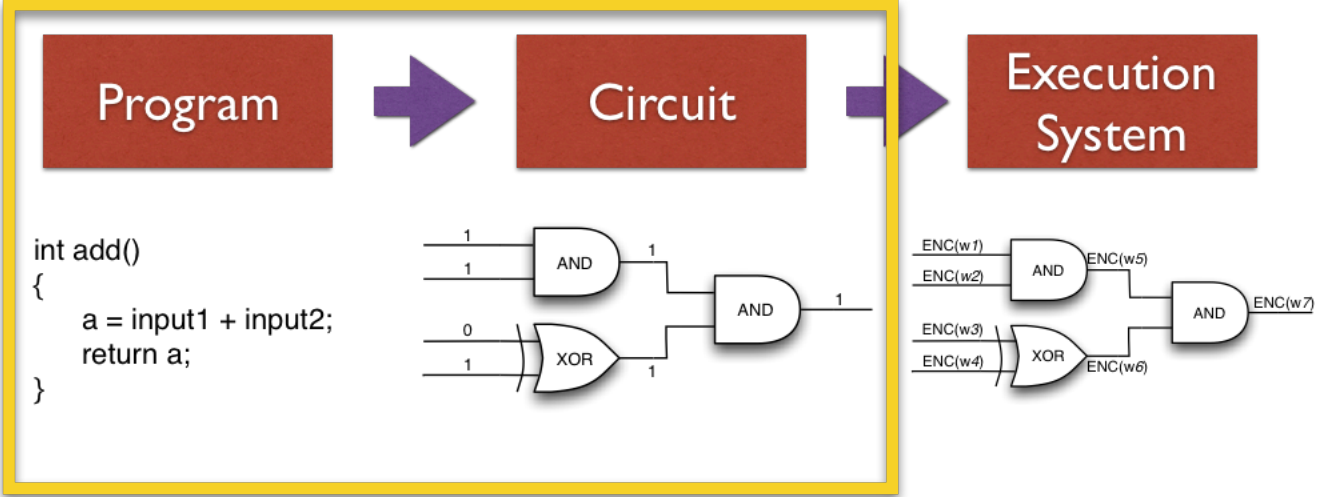 Program
Circuit
Execution
System
int add()
{
a = input1 + input2;
return a;
}
1
1
AND
1
0
1
XOR
1
AND
1
ENC(w1)
ENC(w2)
AND
ENC(w5)
ENC(w3)
ENC(w4)
XOR
ENC(w6)
AND
ENC(w7)